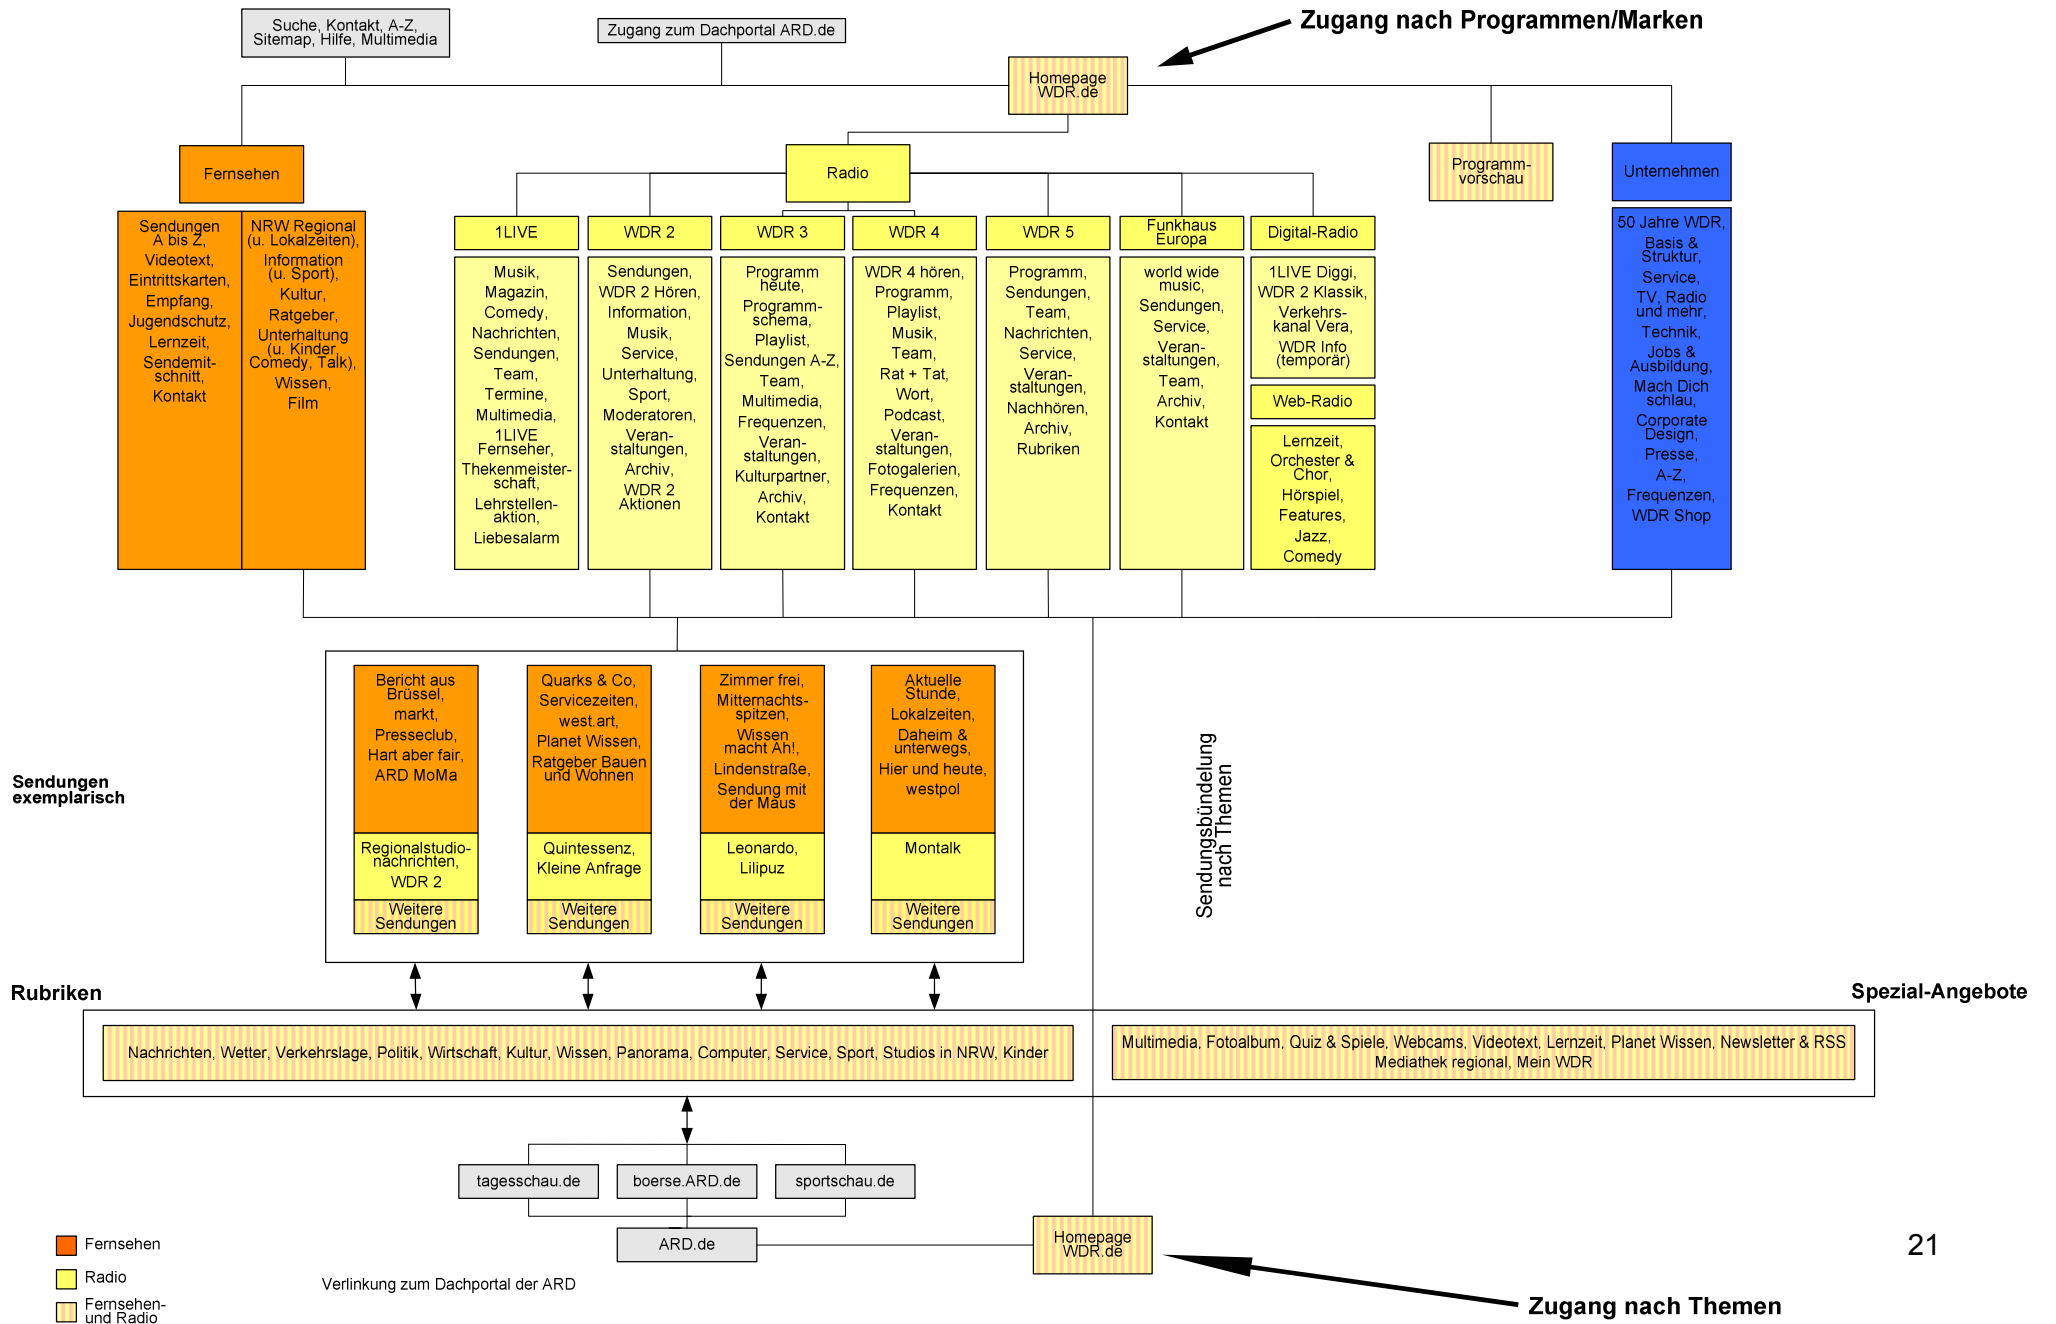 Suche, Kontakt, A-Z,
Sitemap, Hilfe, Multimedia
Zugang zum Dachportal ARD.de
Zugang nach Programmen/Marken
Homepage
WDR.de
Fernsehen
Radio
Programm-
vorschau
Unternehmen
Sendungen
A bis Z,
Videotext,
Eintrittskarten,
Empfang,
Jugendschutz,
Lernzeit,
Sendemit-
schnitt,
Kontakt
NRW Regional
(u. Lokalzeiten),
Information
(u. Sport),
Kultur,
Ratgeber,
Unterhaltung
(u. Kinder,
Comedy, Talk),
Wissen,
Film
1LIVE
Musik,
Magazin,
Comedy,
Nachrichten,
Sendungen,
Team,
Termine,
Multimedia,
1LIVE
Fernseher,
Thekenmeister-
schaft,
Lehrstellen-
aktion,
Liebesalarm
WDR 2
Sendungen,
WDR 2 Hören,
Information,
Musik,
Service,
Unterhaltung,
Sport,
Moderatoren,
Veran-
staltungen,
Archiv,
WDR 2
Aktionen
WDR 3
Programm
heute,
Programm-
schema,
Playlist,
Sendungen A-Z,
Team,
Multimedia,
Frequenzen,
Veran-
staltungen,
Kulturpartner,
Archiv,
Kontakt
WDR 4
WDR 4 hören,
Programm,
Playlist,
Musik,
Team,
Rat + Tat,
Wort,
Podcast,
Veran-
staltungen,
Fotogalerien,
Frequenzen,
Kontakt
WDR 5
Programm,
Sendungen,
Team,
Nachrichten,
Service,
Veran-
staltungen,
Nachhören,
Archiv,
Rubriken
Funkhaus
Europa
world wide
music,
Sendungen,
Service,
Veran-
staltungen,
Team,
Archiv,
Kontakt
Digital-Radio
1LIVE Diggi,
WDR 2 Klassik,
Verkehrs-
kanal Vera,
WDR Info
(temporär)
Web-Radio
Lernzeit,
Orchester &
Chor,
Hörspiel,
Features,
Jazz,
Comedy
50 Jahre WDR,
Basis &
Struktur,
Service,
TV, Radio
und mehr,
Technik,
Jobs &
Ausbildung,
Mach Dich
schlau,
Corporate
Design,
Presse,
A-Z,
Frequenzen,
WDR Shop
Sendungen
exemplarisch
Bericht aus
Brüssel,
markt,
Presseclub,
Hart aber fair,
ARD MoMa
Regionalstudio-
nachrichten,
WDR 2
Weitere
Sendungen
Quarks & Co,
Servicezeiten,
west.art,
Planet Wissen,
Ratgeber Bauen
und Wohnen
Quintessenz,
Kleine Anfrage
Weitere
Sendungen
Zimmer frei,
Mitternachts-
spitzen,
Wissen
macht Ah!,
Lindenstraße,
Sendung mit
der Maus
Leonardo,
Lilipuz
Weitere
Sendungen
Aktuelle
Stunde,
Lokalzeiten,
Daheim &
unterwegs,
Hier und heute,
westpol
Montalk
Weitere
Sendungen
Sendungsbündelung
nach Themen
Rubriken
Spezial-Angebote
Nachrichten, Wetter, Verkehrslage, Politik, Wirtschaft, Kultur, Wissen, Panorama, Computer, Service, Sport, Studios in NRW, Kinder
Multimedia, Fotoalbum, Quiz & Spiele, Webcams, Videotext, Lernzeit, Planet Wissen, Newsletter & RSS
Mediathek regional, Mein WDR
tagesschau.de
boerse.ARD.de
sportschau.de
ARD.de
Homepage
WDR.de
21
Fernsehen
Radio
Fernsehen-
und Radio
Verlinkung zum Dachportal der ARD
Zugang nach Themen